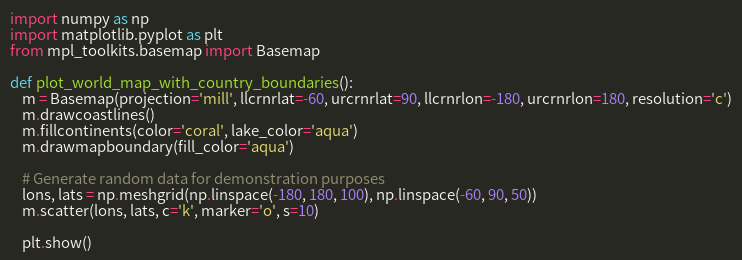 import numpy as np
import matplotlib.pyplot as plt
from mpl_toolkits.basemap import Basemap

def plot_world_map_with_country_boundaries():
    m = Basemap(projection='mill', llcrnrlat=-60, urcrnrlat=90, llcrnrlon=-180, urcrnrlon=180, resolution='c')
    m.drawcoastlines()
    m.fillcontinents(color='coral', lake_color='aqua')
    m.drawmapboundary(fill_color='aqua')

    # Generate random data for demonstration purposes
    lons, lats = np.meshgrid(np.linspace(-180, 180, 100), np.linspace(-60, 90, 50))
    m.scatter(lons, lats, c='k', marker='o', s=10)

    plt.show()